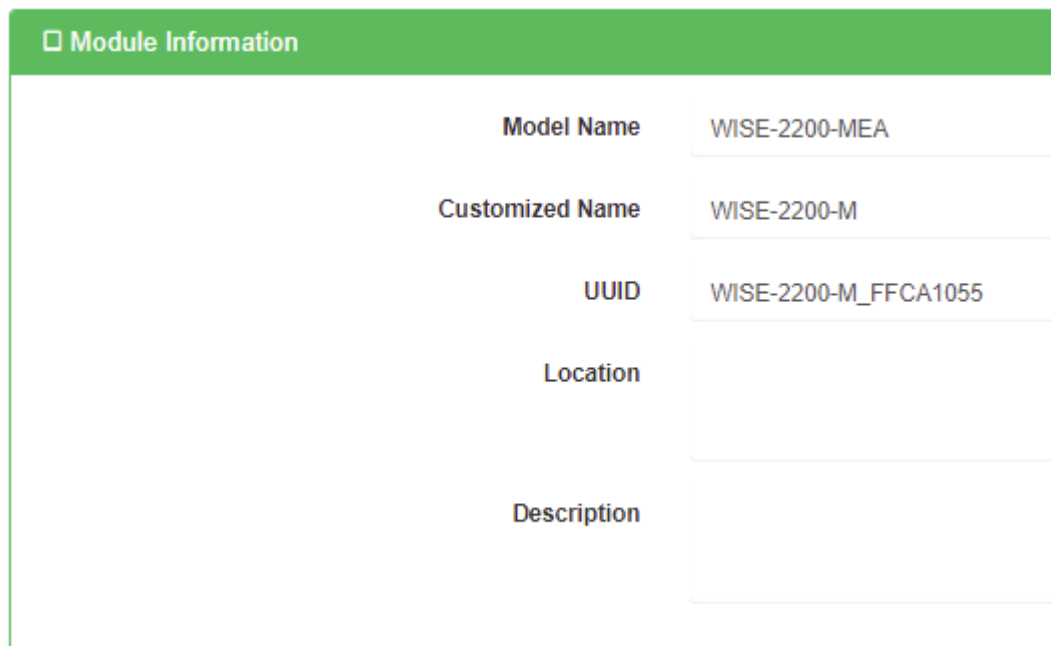 Module Information
Model Name WISE-2200-MEA
Customized Name WISE-2200-M
UUID WISE-2200-M_FFCA1055
Location
Description